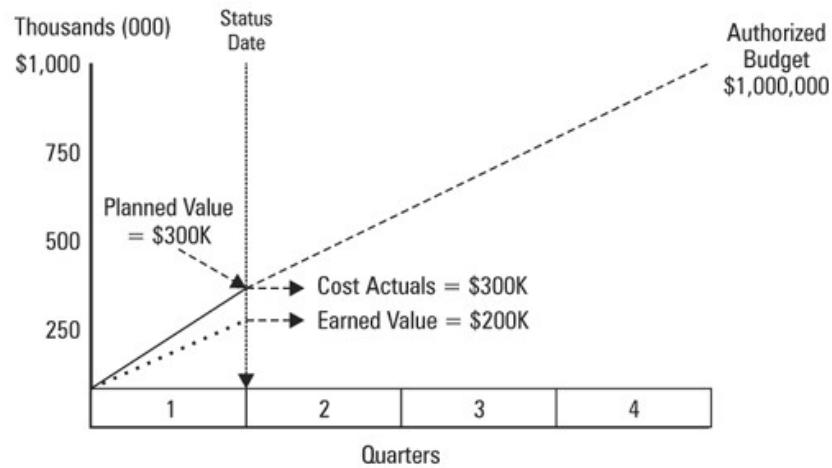 Thousands (000)
Status
Date
Authorized
Budget
$1,000,000
$1,000
750
Planned Value
= $300K
500
Cost Actuals = $300K
Earned Value = $200K
250
1 2 3 4
Quarters